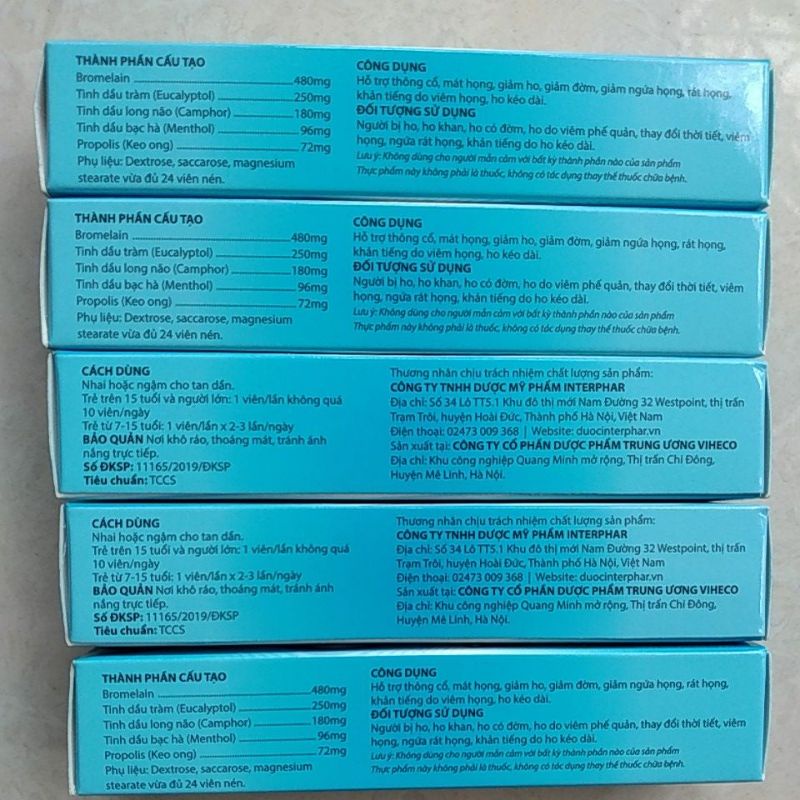 THÀNH PHẦN CẤU TẠO
Bromelain 480mg
Tinh dầu tràm (Eucalyptol) 250mg
Tinh dầu long não (Camphor) 180mg
Tinh dầu bạc hà (Menthol) 96mg
Propolis (Keo ong) 72mg
Phụ liệu: Dextrose, saccarose, magnesium
stearate vừa đủ 24 viên nén.
CÔNG DỤNG
Hỗ trợ thông cổ, mát họng, giảm ho, giảm đờm, giảm ngứa họng, rát họng,
khản tiếng do viêm họng, ho kéo dài.
ĐỐI TƯỢNG SỬ DỤNG
Người bị ho, ho khan, ho có đờm, ho do viêm phế quản, thay đổi thời tiết, viêm
họng, ngứa rát họng, khản tiếng do ho kéo dài.
Lưu ý: Không dùng cho người mẫn cảm với bất kỳ thành phần nào của sản phẩm
Thực phẩm này không phải là thuốc, không có tác dụng thay thế thuốc chữa bệnh.
THÀNH PHẦN CẤU TẠO
Bromelain 480mg
Tinh dầu tràm (Eucalyptol) 250mg
Tinh dầu long não (Camphor) 180mg
Tinh dầu bạc hà (Menthol) 96mg
Propolis (Keo ong) 72mg
Phụ liệu: Dextrose, saccarose, magnesium
stearate vừa đủ 24 viên nén.
CÔNG DỤNG
Hỗ trợ thông cổ, mát họng, giảm ho, giảm đờm, giảm ngứa họng, rát họng,
khản tiếng do viêm họng, ho kéo dài.
ĐỐI TƯỢNG SỬ DỤNG
Người bị ho, ho khan, ho có đờm, ho do viêm phế quản, thay đổi thời tiết, viêm
họng, ngứa rát họng, khản tiếng do ho kéo dài.
Lưu ý: Không dùng cho người mẫn cảm với bất kỳ thành phần nào của sản phẩm
Thực phẩm này không phải là thuốc, không có tác dụng thay thế thuốc chữa bệnh.
CÁCH DÙNG
Nhai hoặc ngậm cho tan dần.
Trẻ trên 15 tuổi và người lớn: 1 viên/lần không quá
10 viên/ngày
Trẻ từ 7-15 tuổi: 1 viên/lần x 2-3 lần/ngày
BẢO QUẢN Nơi khô ráo, thoáng mát, tránh ánh
nắng trực tiếp.
Số ĐKSP: 11165/2019/ĐKSP
Tiêu chuẩn: TCCS
Thương nhân chịu trách nhiệm chất lượng sản phẩm:
CÔNG TY TNHH DƯỢC MỸ PHẨM INTERPHAR
Địa chỉ: Số 34 Lô TT5.1 Khu đô thị mới Nam Đường 32 Westpoint, thị trấn
Trạm Trôi, huyện Hoài Đức, Thành phố Hà Nội, Việt Nam
Điện thoại: 02473 009 368 | Website: duocinterphar.vn
Sản xuất tại: CÔNG TY CỔ PHẦN DƯỢC PHẨM TRUNG ƯƠNG VIHECO
Địa chỉ: Khu công nghiệp Quang Minh mở rộng, Thị trấn Chi Đông,
Huyện Mê Linh, Hà Nội.
CÁCH DÙNG
Nhai hoặc ngậm cho tan dần.
Trẻ trên 15 tuổi và người lớn: 1 viên/lần không quá
10 viên/ngày
Trẻ từ 7-15 tuổi: 1 viên/lần x 2-3 lần/ngày
BẢO QUẢN Nơi khô ráo, thoáng mát, tránh ánh
nắng trực tiếp.
Số ĐKSP: 11165/2019/ĐKSP
Tiêu chuẩn: TCCS
Thương nhân chịu trách nhiệm chất lượng sản phẩm:
CÔNG TY TNHH DƯỢC MỸ PHẨM INTERPHAR
Địa chỉ: Số 34 Lô TT5.1 Khu đô thị mới Nam Đường 32 Westpoint, thị trấn
Trạm Trôi, huyện Hoài Đức, Thành phố Hà Nội, Việt Nam
Điện thoại: 02473 009 368 | Website: duocinterphar.vn
Sản xuất tại: CÔNG TY CỔ PHẦN DƯỢC PHẨM TRUNG ƯƠNG VIHECO
Địa chỉ: Khu công nghiệp Quang Minh mở rộng, Thị trấn Chi Đông,
Huyện Mê Linh, Hà Nội.
THÀNH PHẦN CẤU TẠO
Bromelain 480mg
Tinh dầu tràm (Eucalyptol) 250mg
Tinh dầu long não (Camphor) 180mg
Tinh dầu bạc hà (Menthol) 96mg
Propolis (Keo ong) 72mg
Phụ liệu: Dextrose, saccarose, magnesium
stearate vừa đủ 24 viên nén.
CÔNG DỤNG
Hỗ trợ thông cổ, mát họng, giảm ho, giảm đờm, giảm ngứa họng, rát họng,
khản tiếng do viêm họng, ho kéo dài.
ĐỐI TƯỢNG SỬ DỤNG
Người bị ho, ho khan, ho có đờm, ho do viêm phế quản, thay đổi thời tiết, viêm
họng, ngứa rát họng, khản tiếng do ho kéo dài.
Lưu ý: Không dùng cho người mẫn cảm với bất kỳ thành phần nào của sản phẩm
Thực phẩm này không phải là thuốc, không có tác dụng thay thế thuốc chữa bệnh.